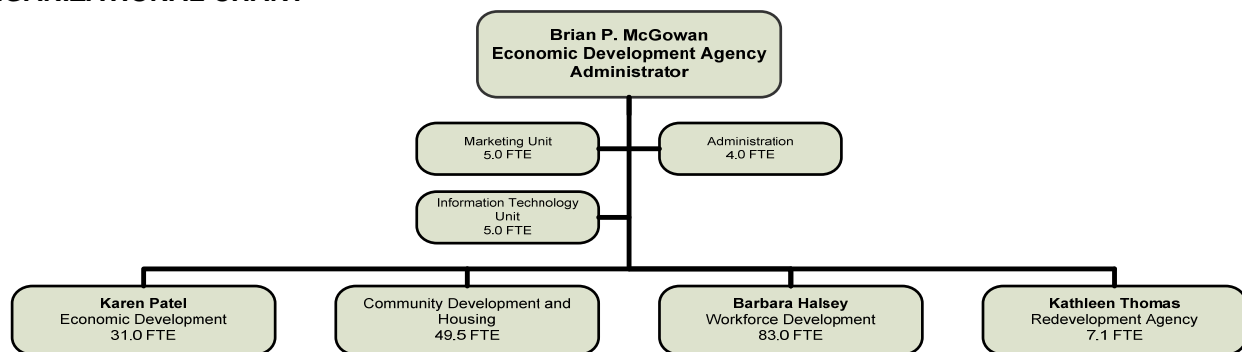 Brian P. McGowan
Economic Development Agency
Administrator
Marketing Unit
5.0 FTE
Administration
4.0 FTE
Information Technology
Unit
5.0 FTE
Karen Patel
Economic Development
31.0 FTE
Community Development and
Housing
49.5 FTE
Barbara Halsey
Workforce Development
83.0 FTE
Kathleen Thomas
Redevelopment Agency
7.1 FTE